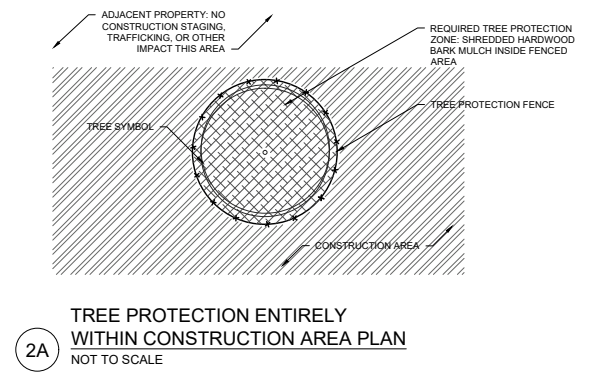 ADJACENT PROPERTY: NO
CONSTRUCTION STAGING,
TRAFFICKING, OR OTHER
IMPACT THIS AREA
REQUIRED TREE PROTECTION
ZONE: SHREDDED HARDWOOD
BARK MULCH INSIDE FENCED
AREA
TREE PROTECTION FENCE
TREE SYMBOL
CONSTRUCTION AREA
2A
TREE PROTECTION ENTIRELY
WITHIN CONSTRUCTION AREA PLAN
NOT TO SCALE